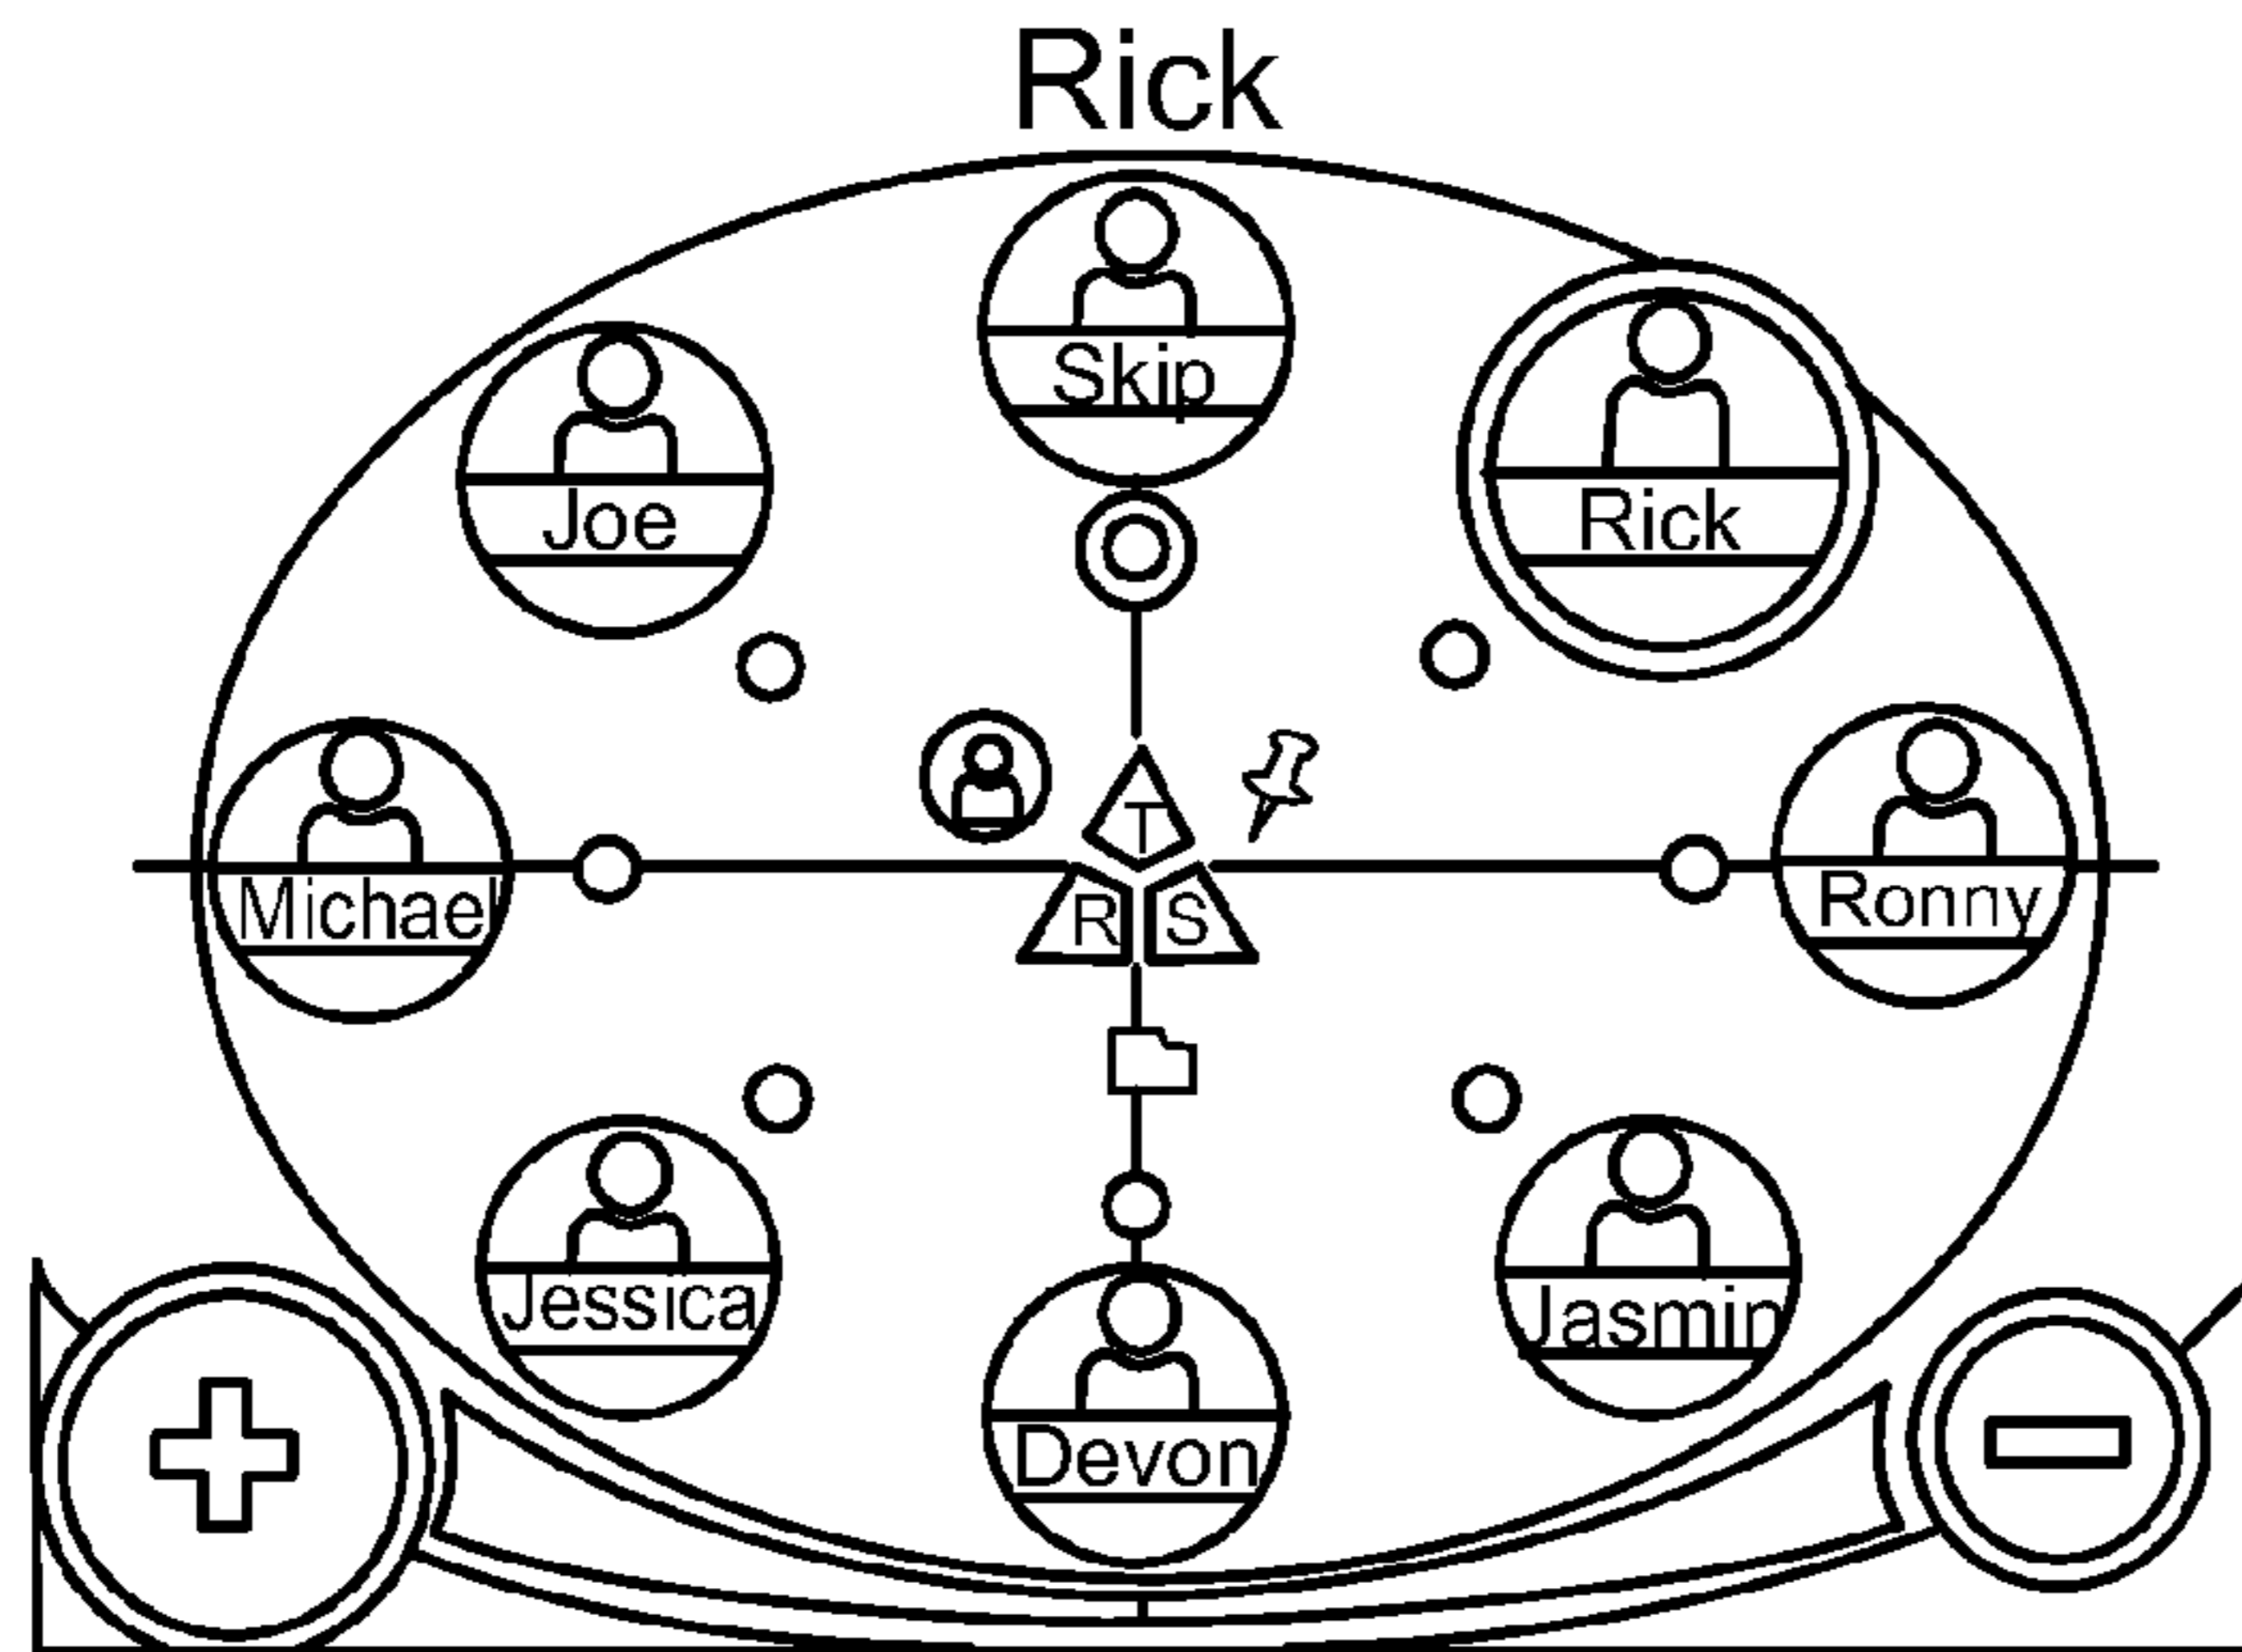 Rick
Skip
Joe
Rick
T
Michael
R
S
Ronny
Jessica
Jasmin
Devon